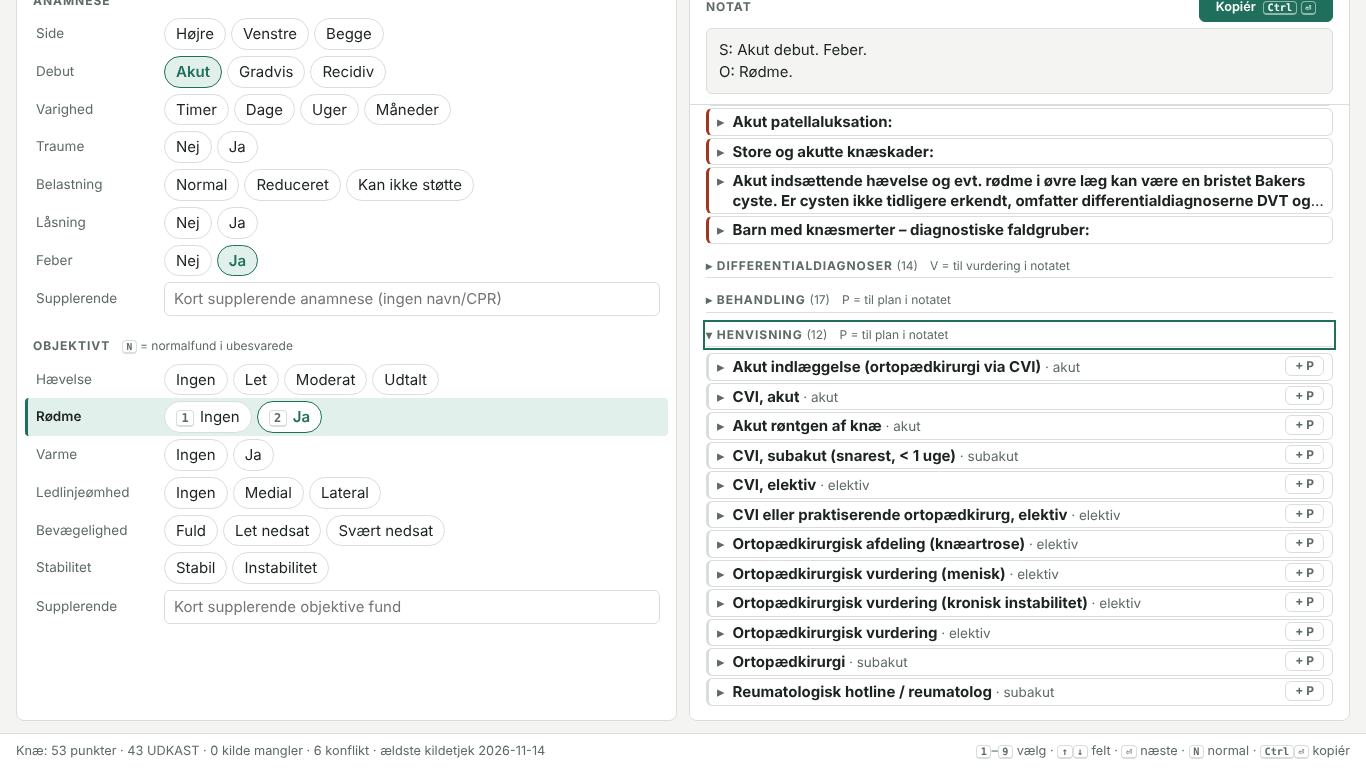 ANAMNESE
Side Højre Venstre Begge
Debut Akut Gradvis Recidiv
Varighed Timer Dage Uger Måneder
Traume Nej Ja
Belastning Normal Reduceret Kan ikke støtte
Låsning Nej Ja
Feber Nej Ja
Supplerende Kort supplerende anamnese (ingen navn/CPR)
OBJEKTIVT N = normalfund i ubesvarede
Hævelse Ingen Let Moderat Udtalt
Rødme 1 Ingen 2 Ja
Varme Ingen Ja
Ledlinjeømhed Ingen Medial Lateral
Bevægelighed Fuld Let nedsat Svært nedsat
Stabilitet Stabil Instabilitet
Supplerende Kort supplerende objektive fund
NOTAT Kopiér Ctrl ⏎
S: Akut debut. Feber.
O: Rødme.
▸ Akut patellaluksation:
▸ Store og akutte knæskader:
▸ Akut indsættende hævelse og evt. rødme i øvre læg kan være en bristet Bakers
cyste. Er cysten ikke tidligere erkendt, omfatter differentialdiagnoserne DVT og...
▸ Barn med knæsmerter – diagnostiske faldgruber:
▸ DIFFERENTIALDIAGNOSER (14) V = til vurdering i notatet
▸ BEHANDLING (17) P = til plan i notatet
▾ HENVISNING (12) P = til plan i notatet
▸ Akut indlæggelse (ortopædkirurgi via CVI) · akut + P
▸ CVI, akut · akut + P
▸ Akut røntgen af knæ · akut + P
▸ CVI, subakut (snarest, < 1 uge) · subakut + P
▸ CVI, elektiv · elektiv + P
▸ CVI eller praktiserende ortopædkirurg, elektiv · elektiv + P
▸ Ortopædkirurgisk afdeling (knæartrose) · elektiv + P
▸ Ortopædkirurgisk vurdering (menisk) · elektiv + P
▸ Ortopædkirurgisk vurdering (kronisk instabilitet) · elektiv + P
▸ Ortopædkirurgisk vurdering · elektiv + P
▸ Ortopædkirurgi · subakut + P
▸ Reumatologisk hotline / reumatolog · subakut + P
Knæ: 53 punkter · 43 UDKAST · 0 kilde mangler · 6 konflikt · ældste kildetjek 2026-11-14
1–9 vælg · ↑ ↓ felt · ⏎ næste · N normal · Ctrl ⏎ kopiér